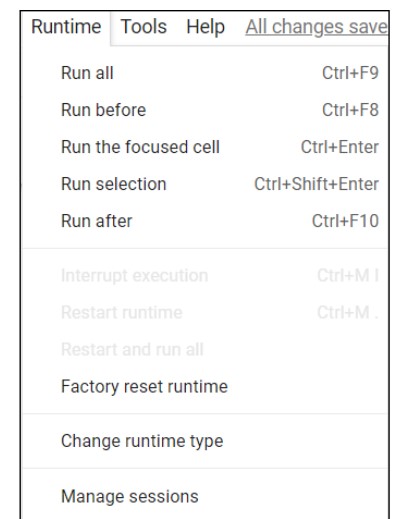 Runtime Tools Help All changes save
Run all Ctrl+F9
Run before Ctrl+F8
Run the focused cell Ctrl+Enter
Run selection Ctrl+Shift+Enter
Run after Ctrl+F10
Interrupt execution Ctrl+M I
Restart runtime Ctrl+M .
Restart and run all
Factory reset runtime
Change runtime type
Manage sessions